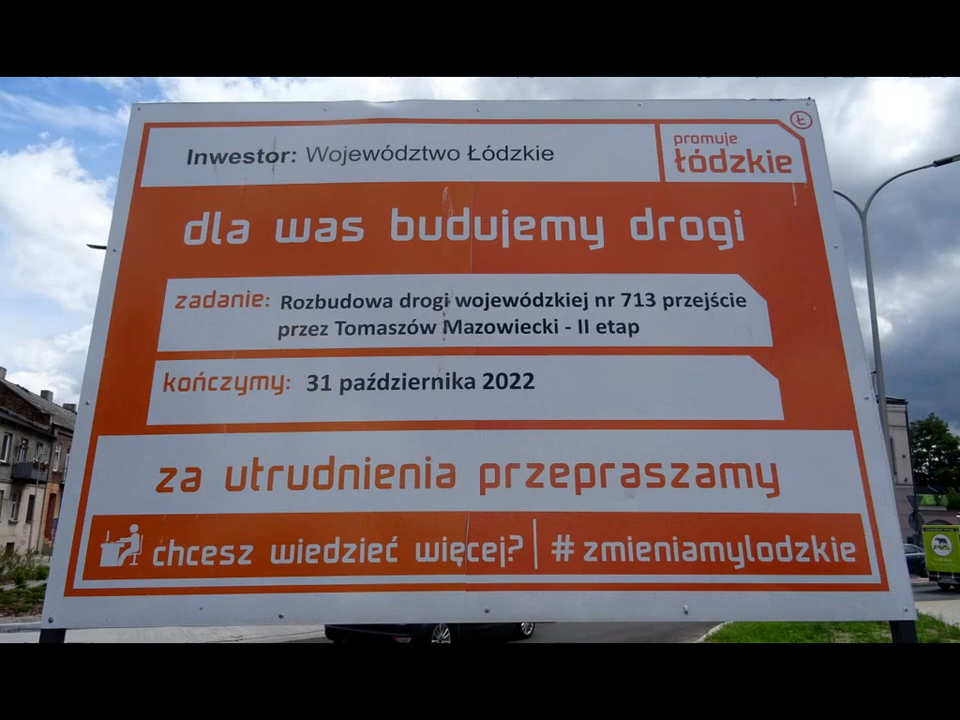 Inwestor: Województwo Łódzkie
promuje
łódzkie
Ł
dla was budujemy drogi
zadanie: Rozbudowa drogi wojewódzkiej nr 713 przejście
przez Tomaszów Mazowiecki - II etap
kończymy: 31 października 2022
za utrudnienia przepraszamy
chcesz wiedzieć więcej? | #zmieniamylodzkie